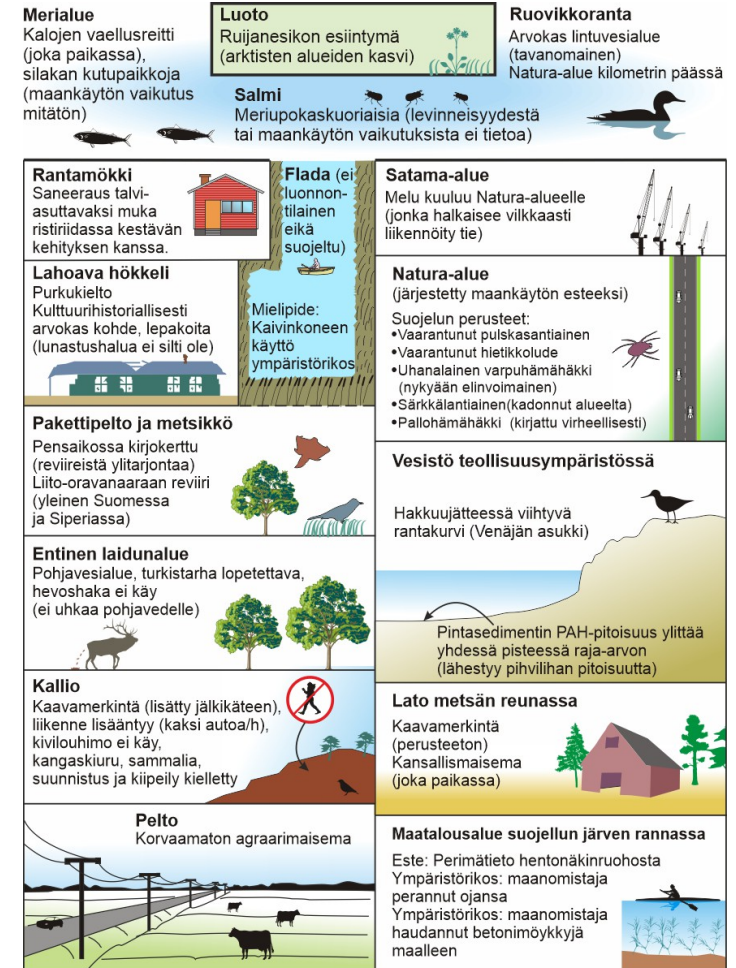 Merialue
Kalojen vaellusreitti
(joka paikassa),
silakan kutupaikkoja
(maankäytön vaikutus
mitätön)
Luoto
Ruijanesikon esiintymä
(arktisten alueiden kasvi)
Ruovikkoranta
Arvokas lintuvesialue
(tavanomainen)
Natura-alue kilometrin päässä
Salmi
Meriupokaskuoriaisia (levinneisyydestä
tai maankäytön vaikutuksista ei tietoa)
Rantamökki
Saneeraus talvi-
asuttavaksi muka
ristiriidassa kestävän
kehityksen kanssa.
Flada (ei
luonnon-
tilainen
eikä
suojeltu)
Mielipide:
Kaivinkoneen
käyttö
ympäristörikos
Satama-alue
Melu kuuluu Natura-alueelle
(jonka halkaisee vilkkaasti
liikennöity tie)
Lahoava hökkeli
Purkukielto
Kulttuurihistoriallisesti
arvokas kohde, lepakoita
(lunastushalua ei silti ole)
Natura-alue
(järjestetty maankäytön esteeksi)
Suojelun perusteet:
•Vaarantunut pulskasantiainen
•Vaarantunut hietikkolude
•Uhanalainen varpuhämähäkki
(nykyään elinvoimainen)
•Särkkälantiainen(kadonnut alueelta)
•Pallohämähäkki (kirjattu virheellisesti)
Pakettipelto ja metsikkö
Pensaikossa kirjokerttu
(reviireistä ylitarjontaa)
Liito-oravanaaraan reviiri
(yleinen Suomessa
ja Siperiassa)
Vesistö teollisuusympäristössä
Hakkuujätteessä viihtyvä
rantakurvi (Venäjän asukki)
Pintasedimentin PAH-pitoisuus ylittää
yhdessä pisteessä raja-arvon
(lähestyy pihvilihan pitoisuutta)
Entinen laidunalue
Pohjavesialue, turkistarha lopetettava,
hevoshaka ei käy
(ei uhkaa pohjavedelle)
Kallio
Kaavamerkintä (lisätty jälkikäteen),
liikenne lisääntyy (kaksi autoa/h),
kivilouhimo ei käy,
kangaskiuru, sammalia,
suunnistus ja kiipeily kielletty
Lato metsän reunassa
Kaavamerkintä
(perusteeton)
Kansallismaisema
(joka paikassa)
Pelto
Korvaamaton agraarimaisema
Maatalousalue suojellun järven rannassa
Este: Perimätieto hentonäkinruohosta
Ympäristörikos: maanomistaja
perannut ojansa
Ympäristörikos: maanomistaja
haudannut betonimöykkyjä
maalleen